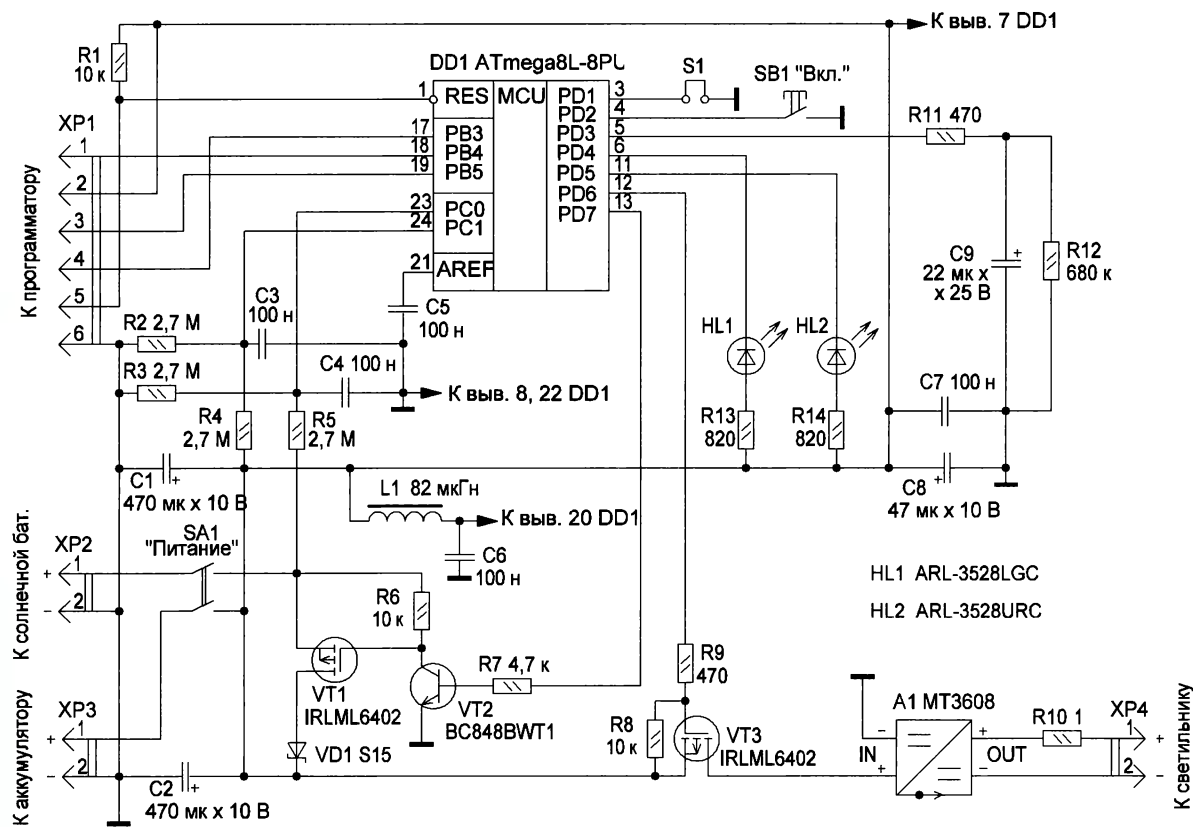 К выв. 7 DD1
R1
10 к
DD1 ATmega8L-8PU
S1
SB1 "Вкл."
1
RES
MCU
PD1
3
PD2
4
PD3
5
R11 470
XP1
17
PB3
PD4
6
1
18
PB4
PD5
11
2
19
PB5
PD6
12
3
23
PC0
PD7
13
4
24
PC1
5
21
AREF
6
К программатору
C9
22 мк х
х 25 В
+
R12
680 к
C3
100 н
C5
100 н
R2 2,7 М
HL1
HL2
R3 2,7 М
C4 100 н
К выв. 8, 22 DD1
C7 100 н
R4
2,7 М
R5
2,7 М
R13
820
R14
820
C1
+
470 мк х 10 В
L1 82 мкГн
К выв. 20 DD1
C8
+
47 мк х 10 В
SA1
"Питание"
C6
100 н
К солнечной бат.
XP2
+
1
−
2
HL1 ARL-3528LGC
HL2 ARL-3528URC
R6
10 к
R7 4,7 к
R9
470
VT1
IRLML6402
VT2
BC848BWT1
R8
10 к
VT3
IRLML6402
A1 MT3608
XP4
К аккумулятору
XP3
+
1
−
2
VD1 S15
−
IN
+
+
OUT
−
R10 1
1
+
2
−
К светильнику
C2
+
470 мк х 10 В